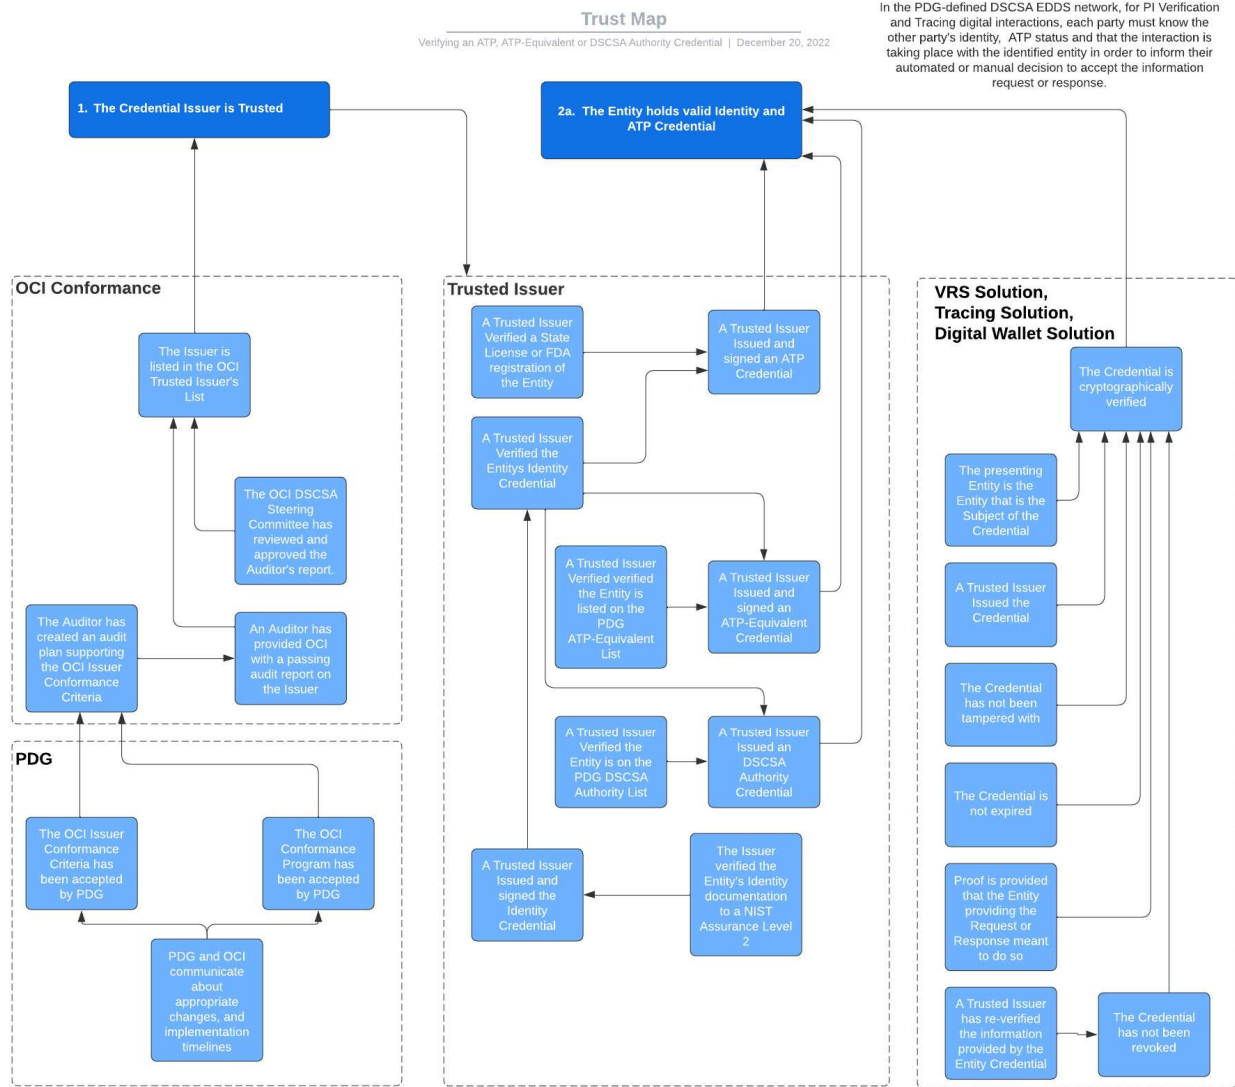 Trust Map
Verifying an ATP, ATP-Equivalent or DSCSA Authority Credential | December 20, 2022
In the PDG-defined DSCSA EDDS network, for PI Verification
and Tracing digital interactions, each party must know the
other party's identity, ATP status and that the interaction is
taking place with the identified entity in order to inform their
automated or manual decision to accept the information
request or response.
1. The Credential Issuer is Trusted
2a. The Entity holds valid Identity and
ATP Credential
OCI Conformance
The Issuer is
listed in the OCI
Trusted Issuer's
List
The OCI DSCSA
Steering
Committee has
reviewed and
approved the
Auditor's report.
The Auditor has
created an audit
plan supporting
the OCI Issuer
Conformance
Criteria
An Auditor has
provided OCI
with a passing
audit report on
the Issuer
PDG
The OCI Issuer
Conformance
Criteria has
been accepted
by PDG
The OCI
Conformance
Program has
been accepted
by PDG
PDG and OCI
communicate
about
appropriate
changes, and
implementation
timelines
Trusted Issuer
A Trusted Issuer
Verified a State
License or FDA
registration of
the Entity
A Trusted Issuer
Issued and
signed an ATP
Credential
A Trusted Issuer
Verified the
Entitys Identity
Credential
A Trusted Issuer
Verified verified
the Entity is
listed on the
PDG
ATP-Equivalent
List
A Trusted Issuer
Issued and
signed an
ATP-Equivalent
Credential
A Trusted Issuer
Verified the
Entity is on the
PDG DSCSA
Authority List
A Trusted Issuer
Issued an
DSCSA
Authority
Credential
A Trusted Issuer
Issued and
signed the
Identity
Credential
The Issuer
verified the
Entity's Identity
documentation
to a NIST
Assurance Level
2
VRS Solution,
Tracing Solution,
Digital Wallet Solution
The Credential is
cryptographically
verified
The presenting
Entity is the
Entity that is the
Subject of the
Credential
A Trusted Issuer
Issued the
Credential
The Credential
has not been
tampered with
The Credential is
not expired
Proof is provided
that the Entity
providing the
Request or
Response meant
to do so
A Trusted Issuer
has re-verified
the information
provided by the
Entity Credential
The Credential
has not been
revoked